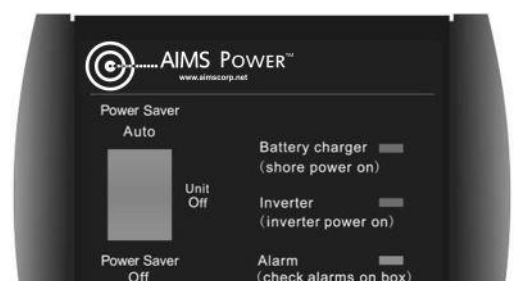 AIMS POWER™
www.aimscorp.net
Power Saver
Auto
Unit
Off
Power Saver
Off
Battery charger
(shore power on)
Inverter
(inverter power on)
Alarm
(check alarms on box)